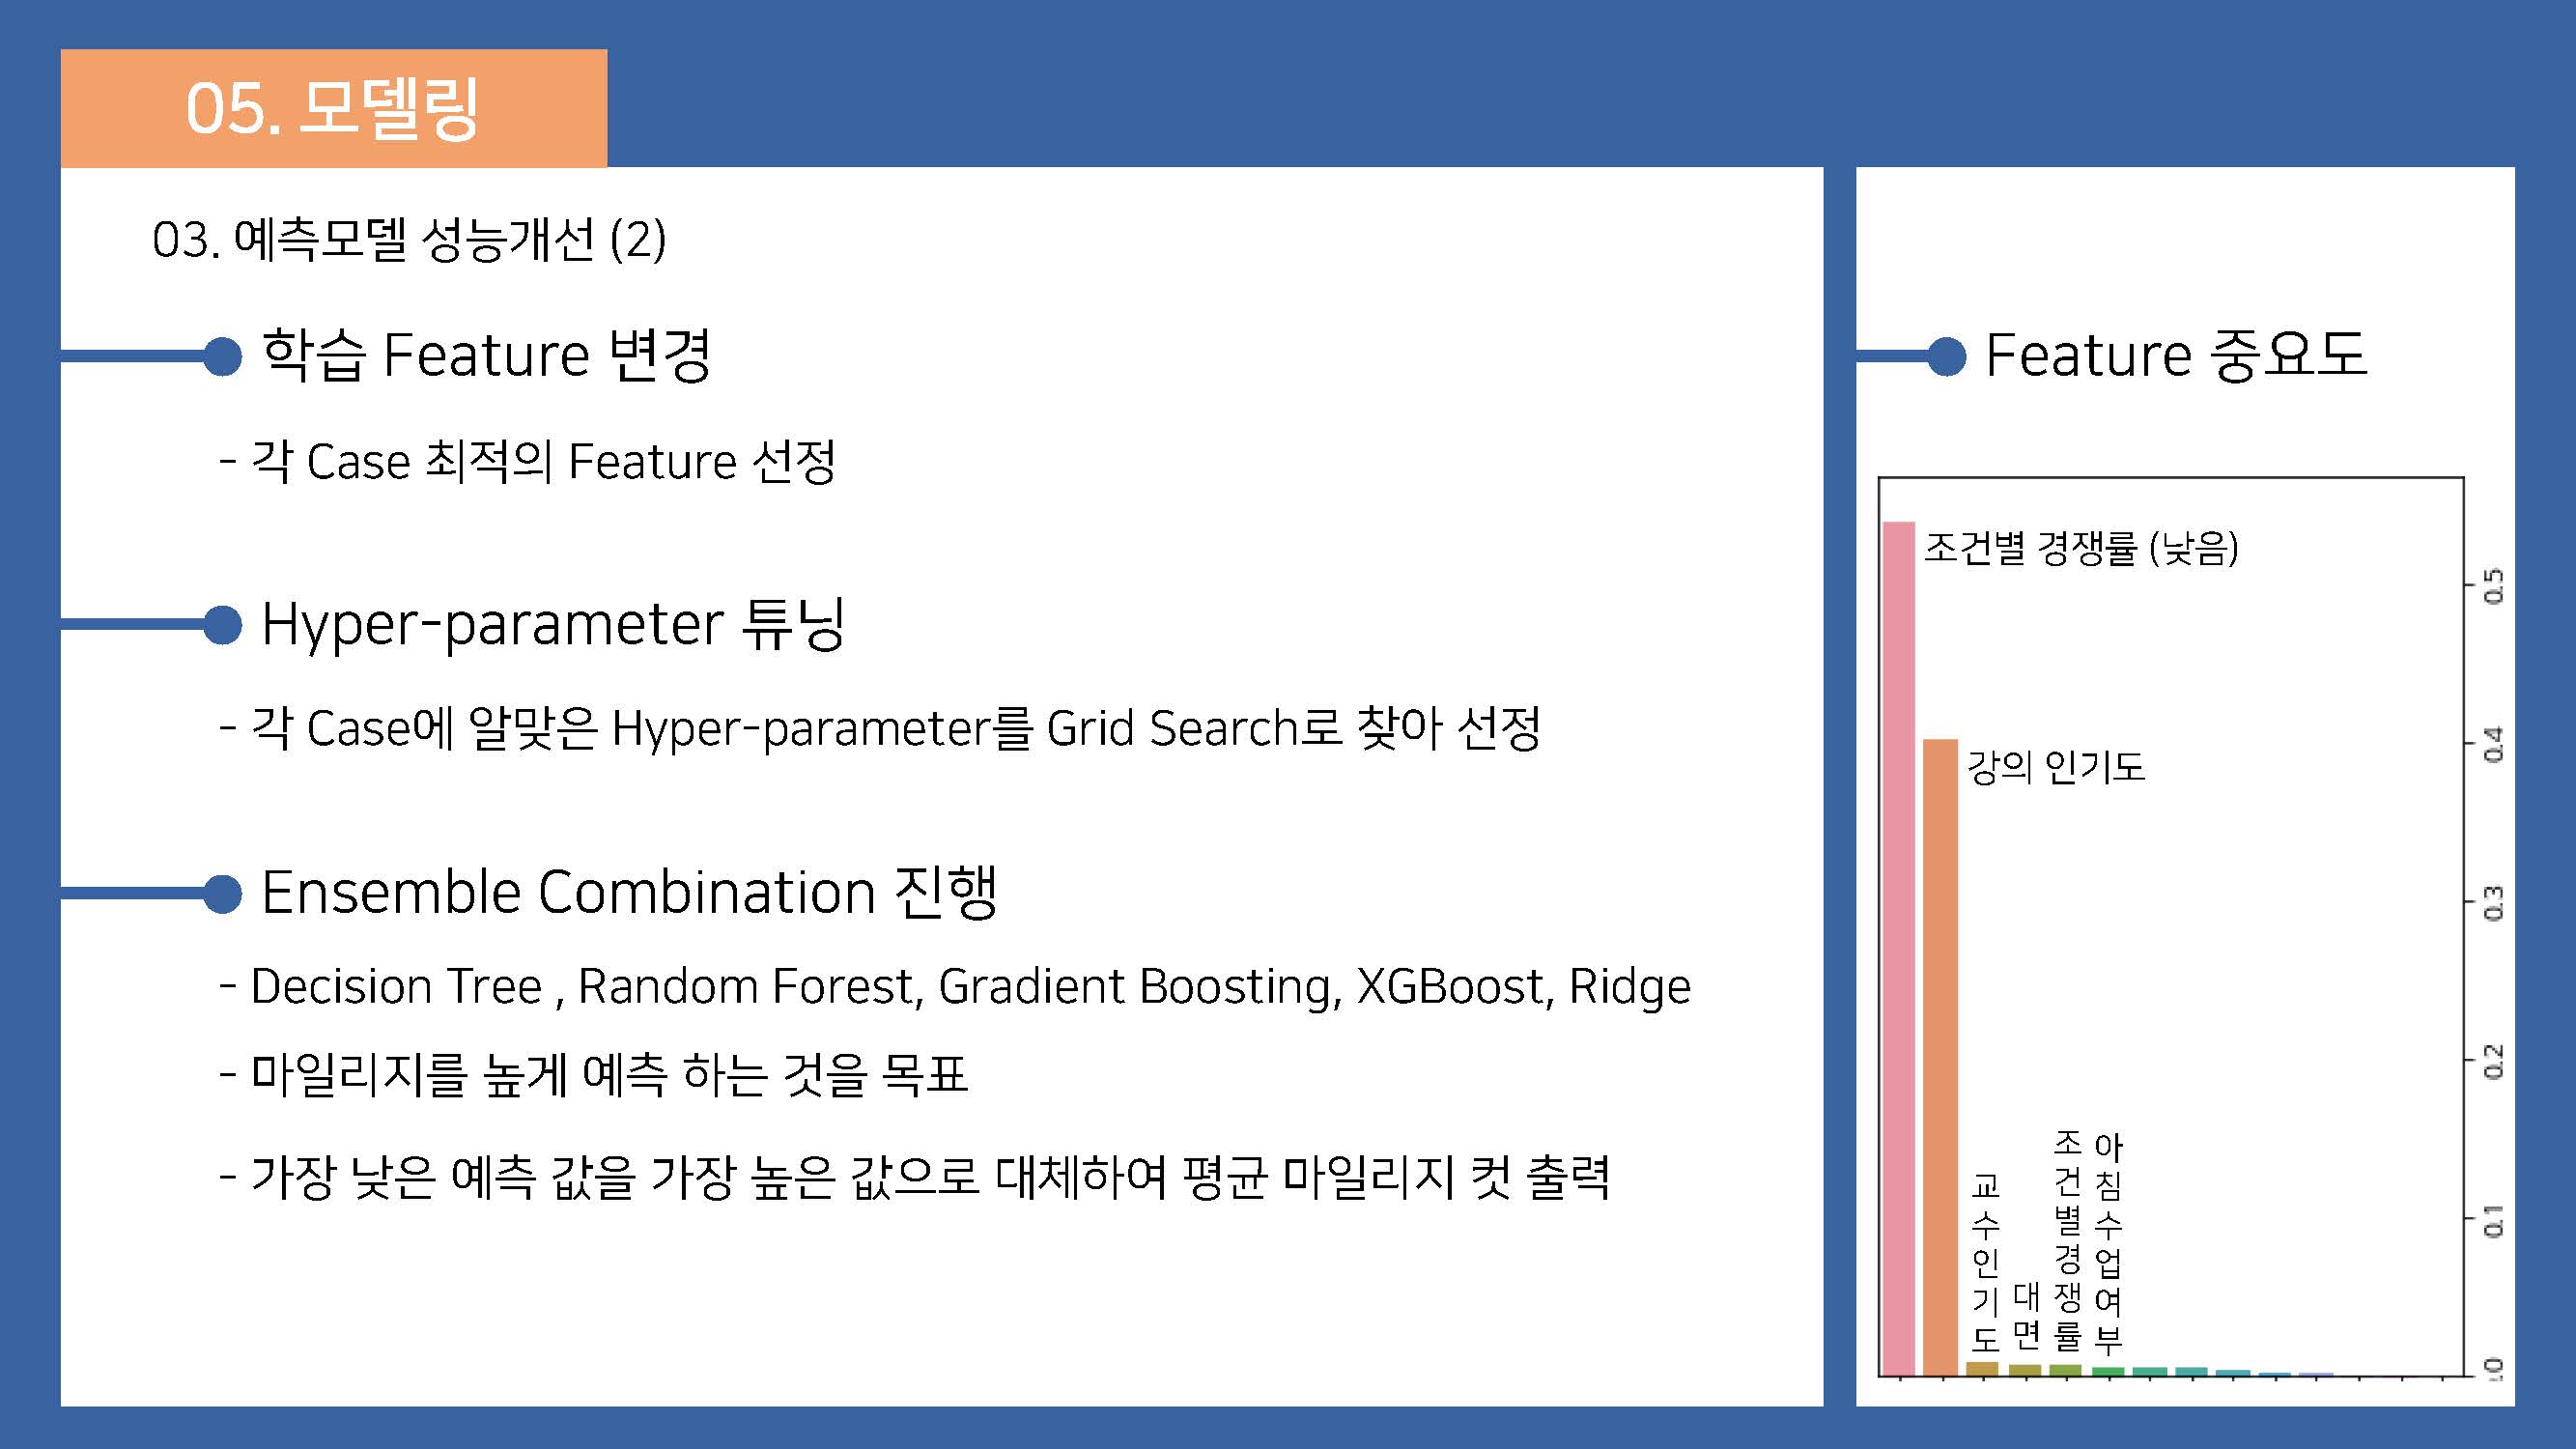 05. 모델링
03. 예측모델 성능개선 (2)
학습 Feature 변경
- 각 Case 최적의 Feature 선정
Hyper-parameter 튜닝
- 각 Case에 알맞은 Hyper-parameter를 Grid Search로 찾아 선정
Ensemble Combination 진행
- Decision Tree , Random Forest, Gradient Boosting, XGBoost, Ridge
- 마일리지를 높게 예측 하는 것을 목표
- 가장 낮은 예측 값을 가장 높은 값으로 대체하여 평균 마일리지 컷 출력
Feature 중요도
조건별 경쟁률 (낮음)
강의 인기도
교수인기도
대면
조건별경쟁률
아침수업여부
0.5
0.4
0.3
0.2
0.1